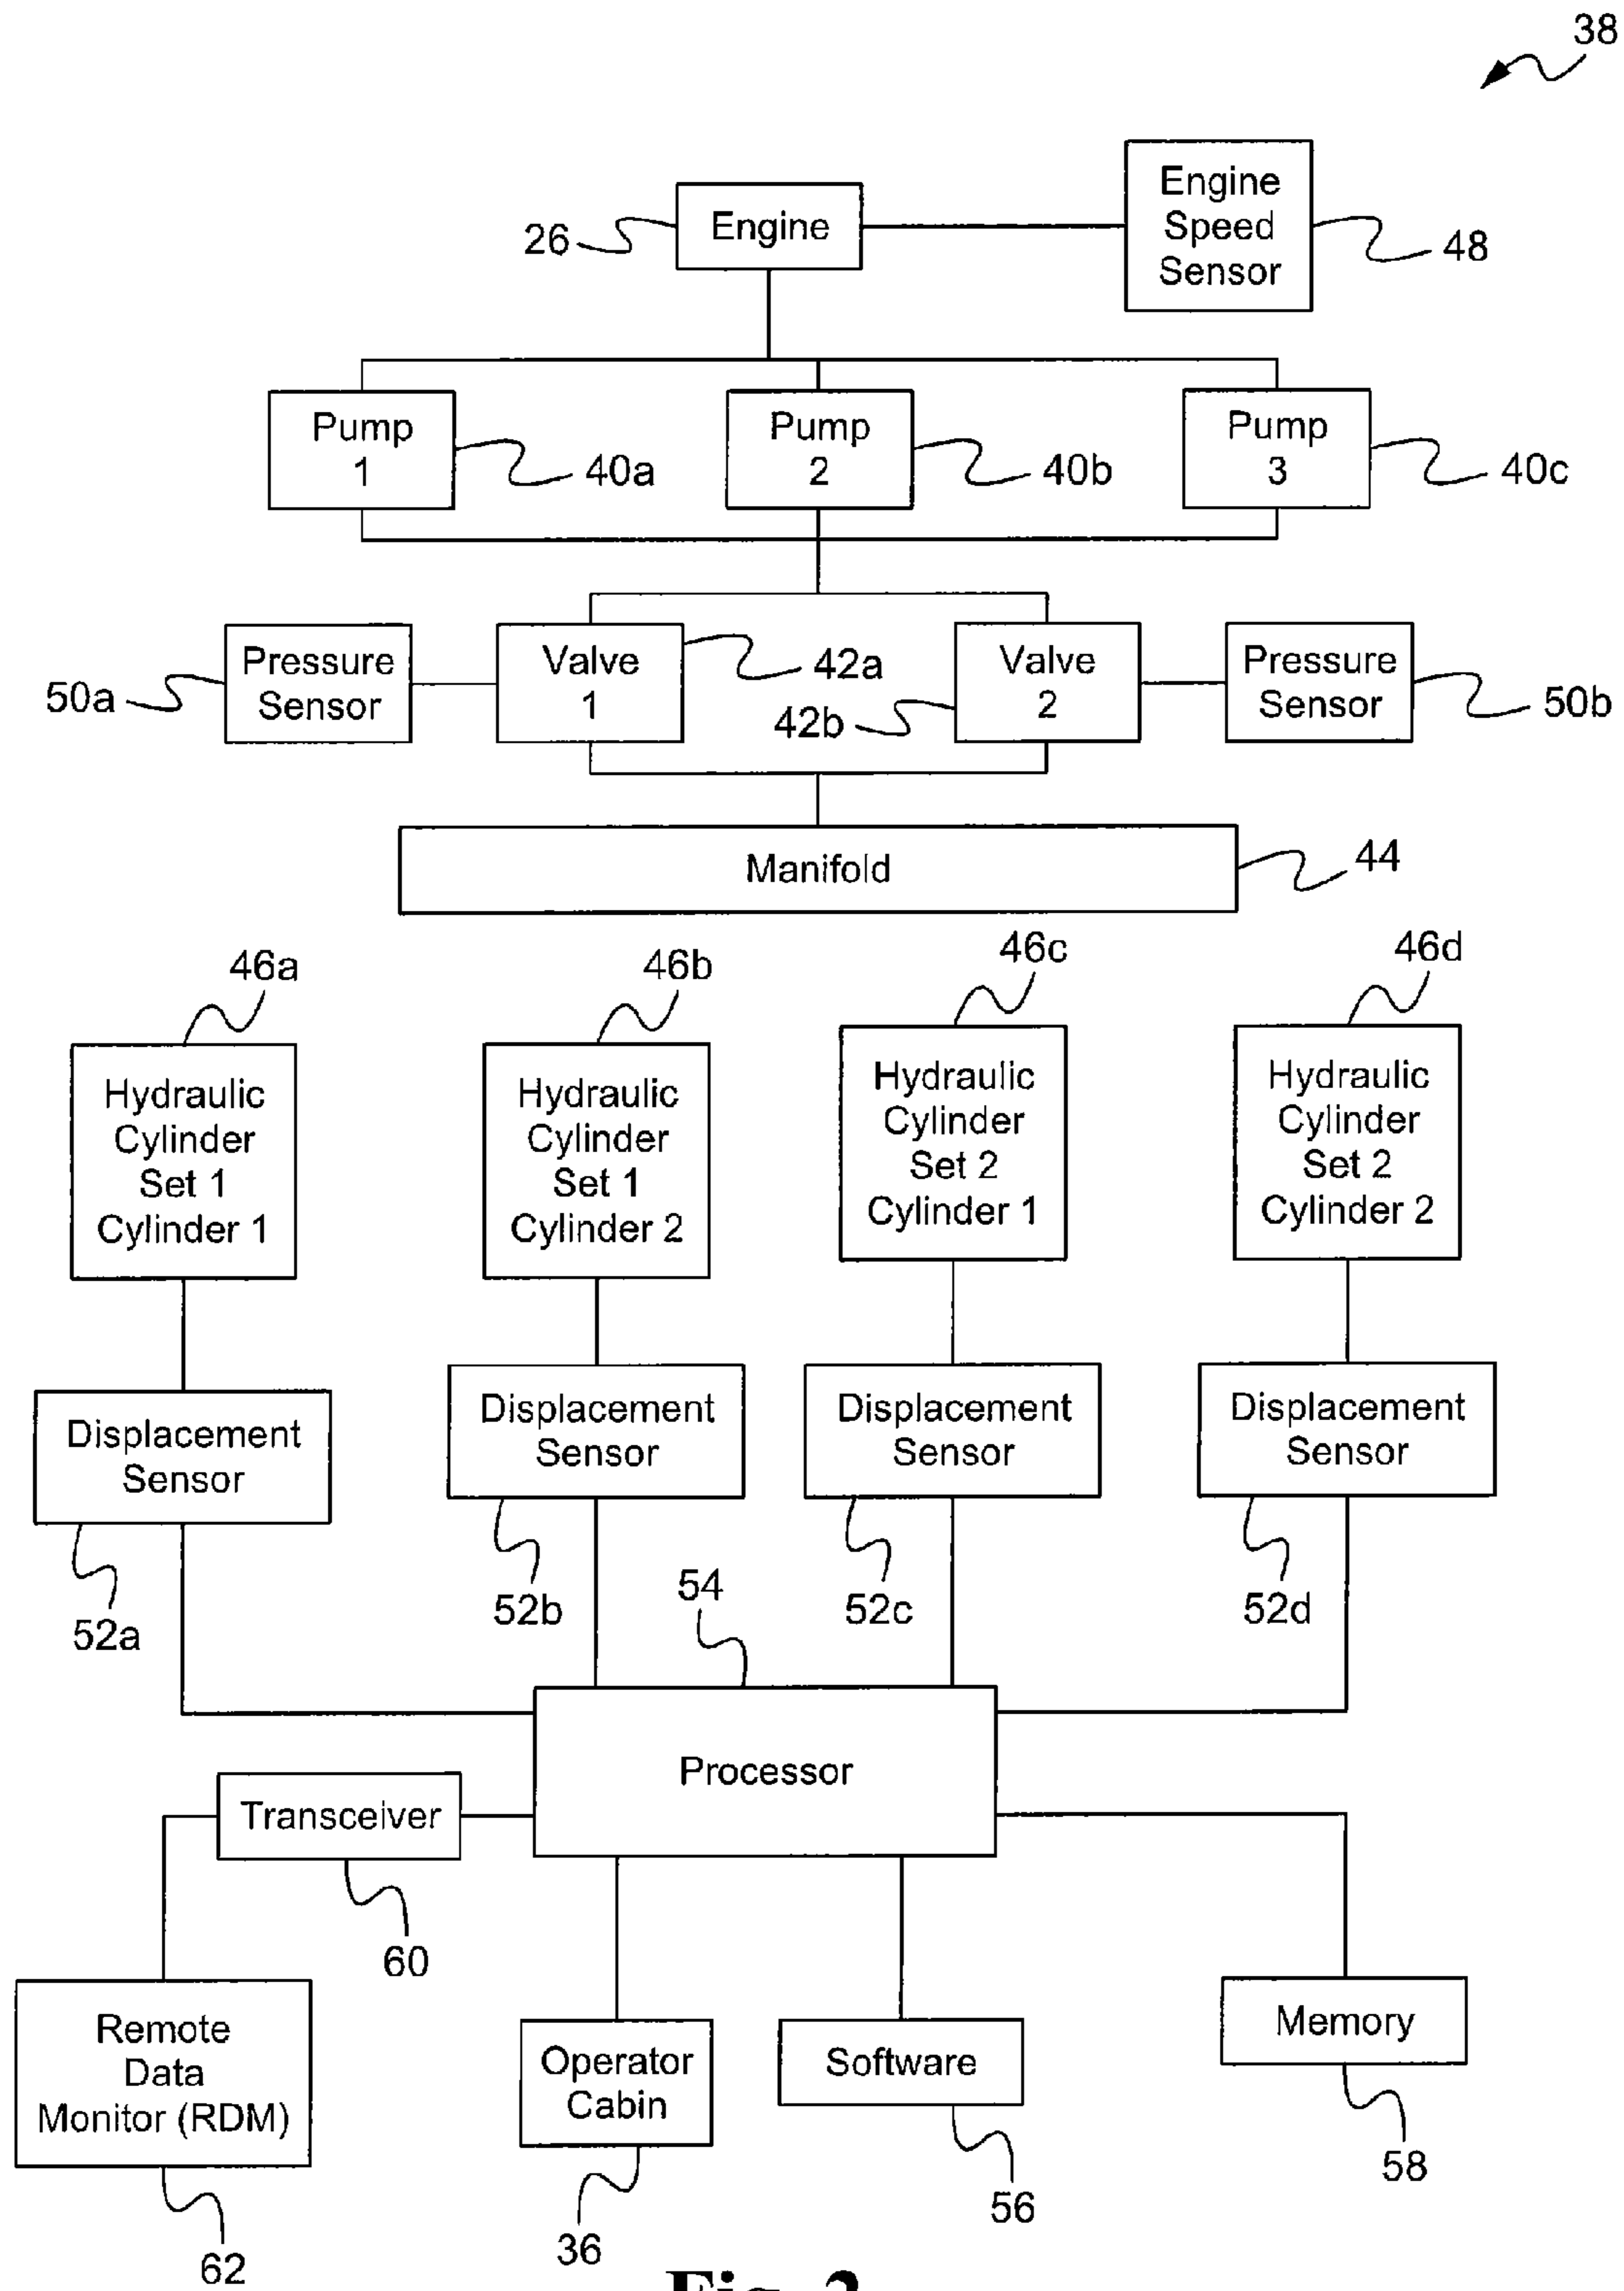 38
Engine
26
Engine
Speed
Sensor
48
Pump
1
40a
Pump
2
40b
Pump
3
40c
Pressure
Sensor
50a
Valve
1
42a
Valve
2
42b
Pressure
Sensor
50b
Manifold
44
46a
46b
46c
46d
Hydraulic
Cylinder
Set 1
Cylinder 1
Hydraulic
Cylinder
Set 1
Cylinder 2
Hydraulic
Cylinder
Set 2
Cylinder 1
Hydraulic
Cylinder
Set 2
Cylinder 2
Displacement
Sensor
Displacement
Sensor
Displacement
Sensor
Displacement
Sensor
52a
52b
52c
52d
54
Processor
Transceiver
60
Remote
Data
Monitor (RDM)
62
Operator
Cabin
36
Software
56
Memory
58